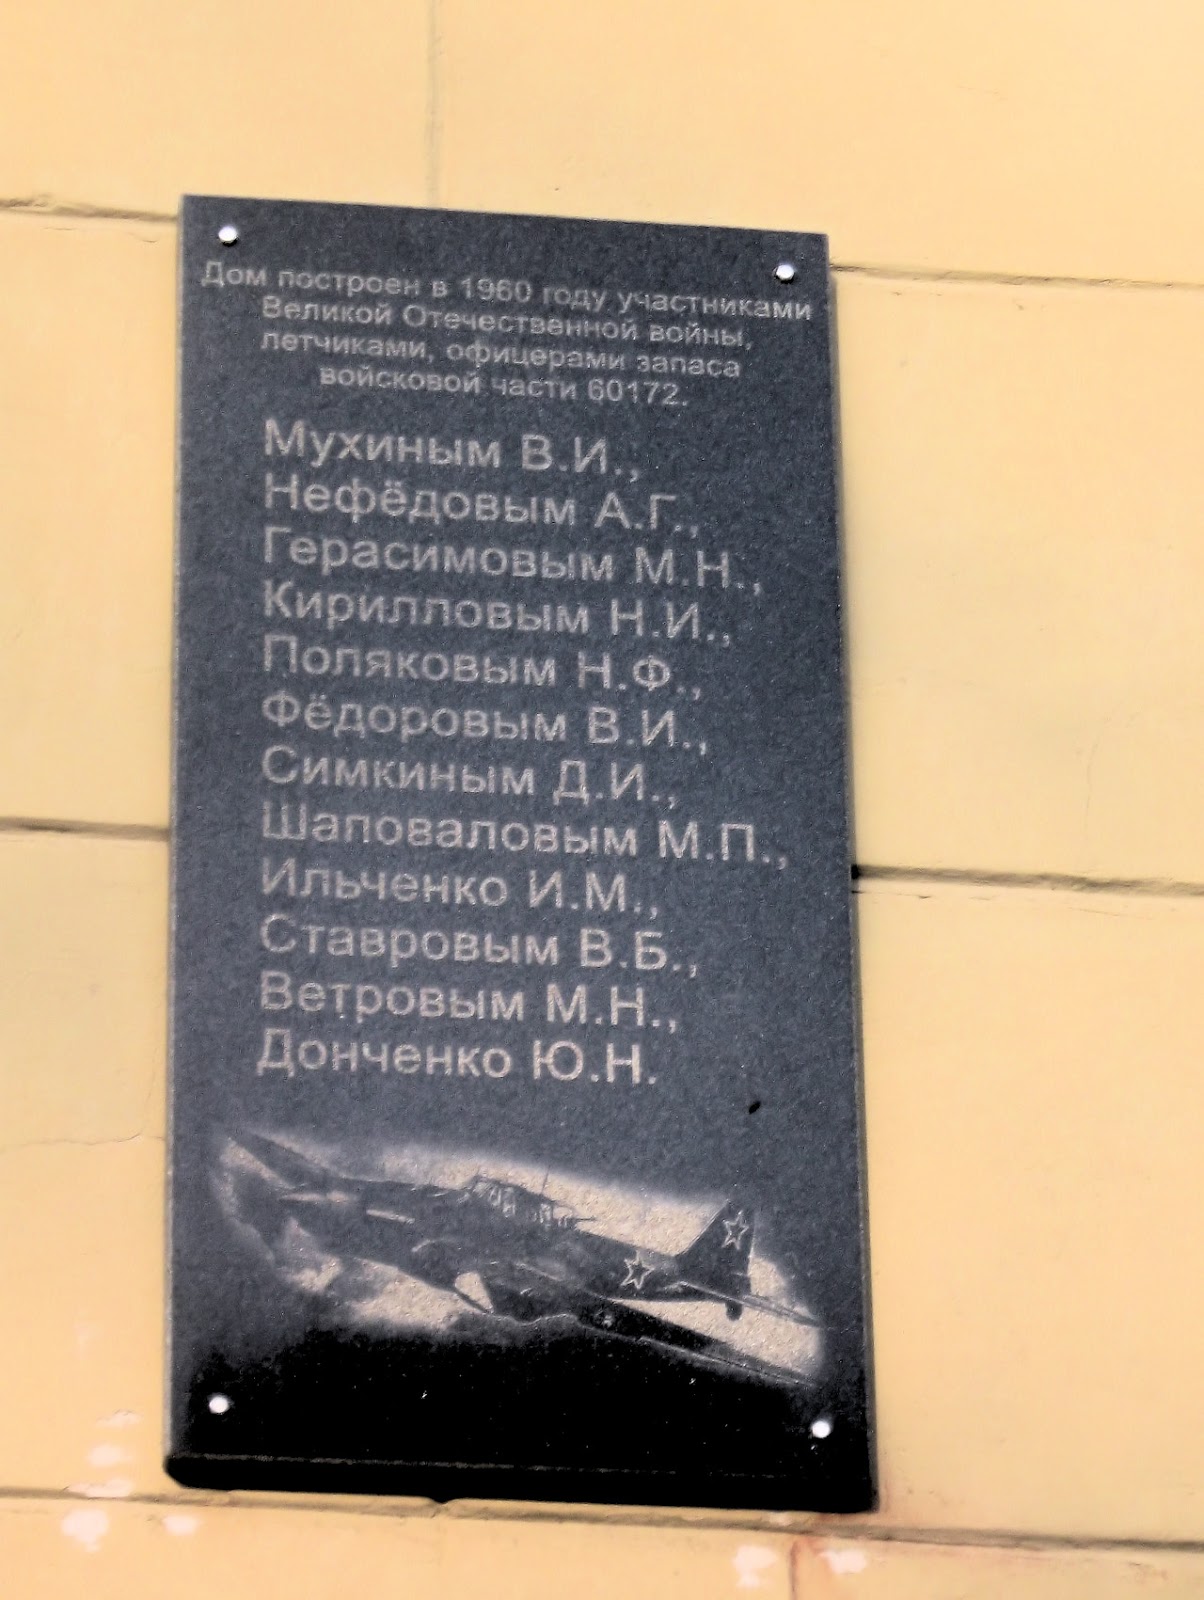 Дом построен в 1960 году участниками
Великой Отечественной войны,
летчиками, офицерами запаса
войсковой части 60172.
Мухиным В.И.,
Нефёдовым А.Г.,
Герасимовым М.Н.,
Кирилловым Н.И.,
Поляковым Н.Ф.,
Фёдоровым В.И.,
Симкиным Д.И.,
Шаповаловым М.П.,
Ильченко И.М.,
Ставровым В.Б.,
Ветровым М.Н.,
Донченко Ю.Н.